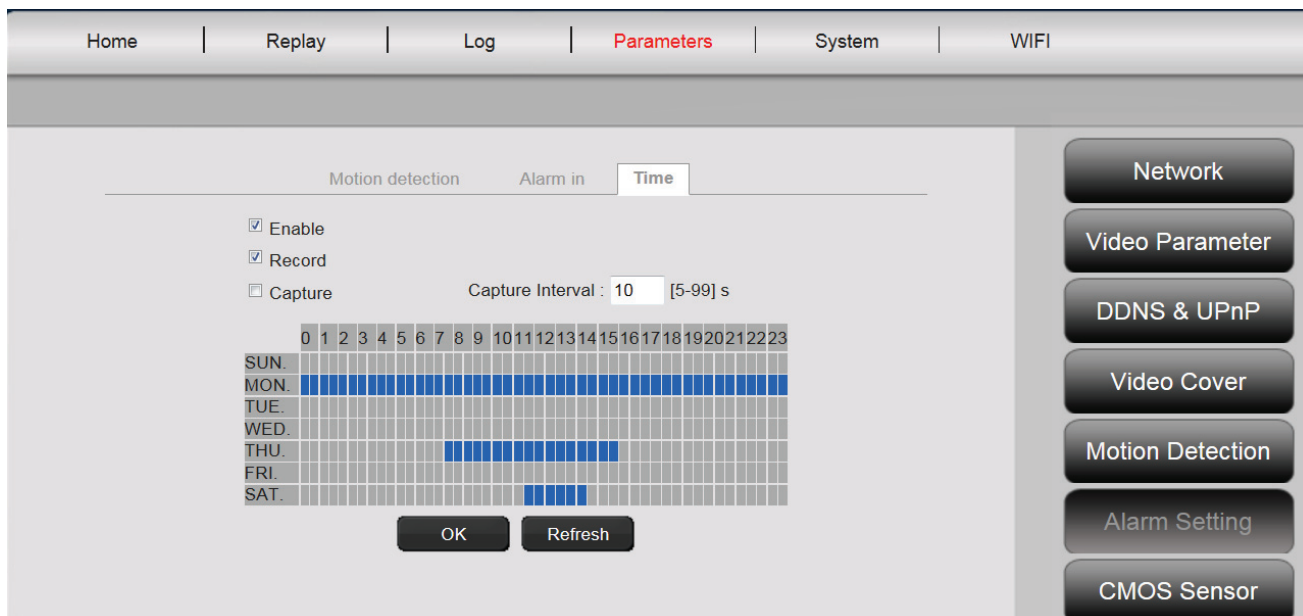 Home | Replay | Log | Parameters | System | WIFI
Motion detection Alarm in Time
Enable
Record
Capture Capture Interval : 10 [5-99] s
0 1 2 3 4 5 6 7 8 9 10 11 12 13 14 15 16 17 18 19 20 21 22 23
SUN.
MON.
TUE.
WED.
THU.
FRI.
SAT.
OK Refresh
Network
Video Parameter
DDNS & UPnP
Video Cover
Motion Detection
Alarm Setting
CMOS Sensor